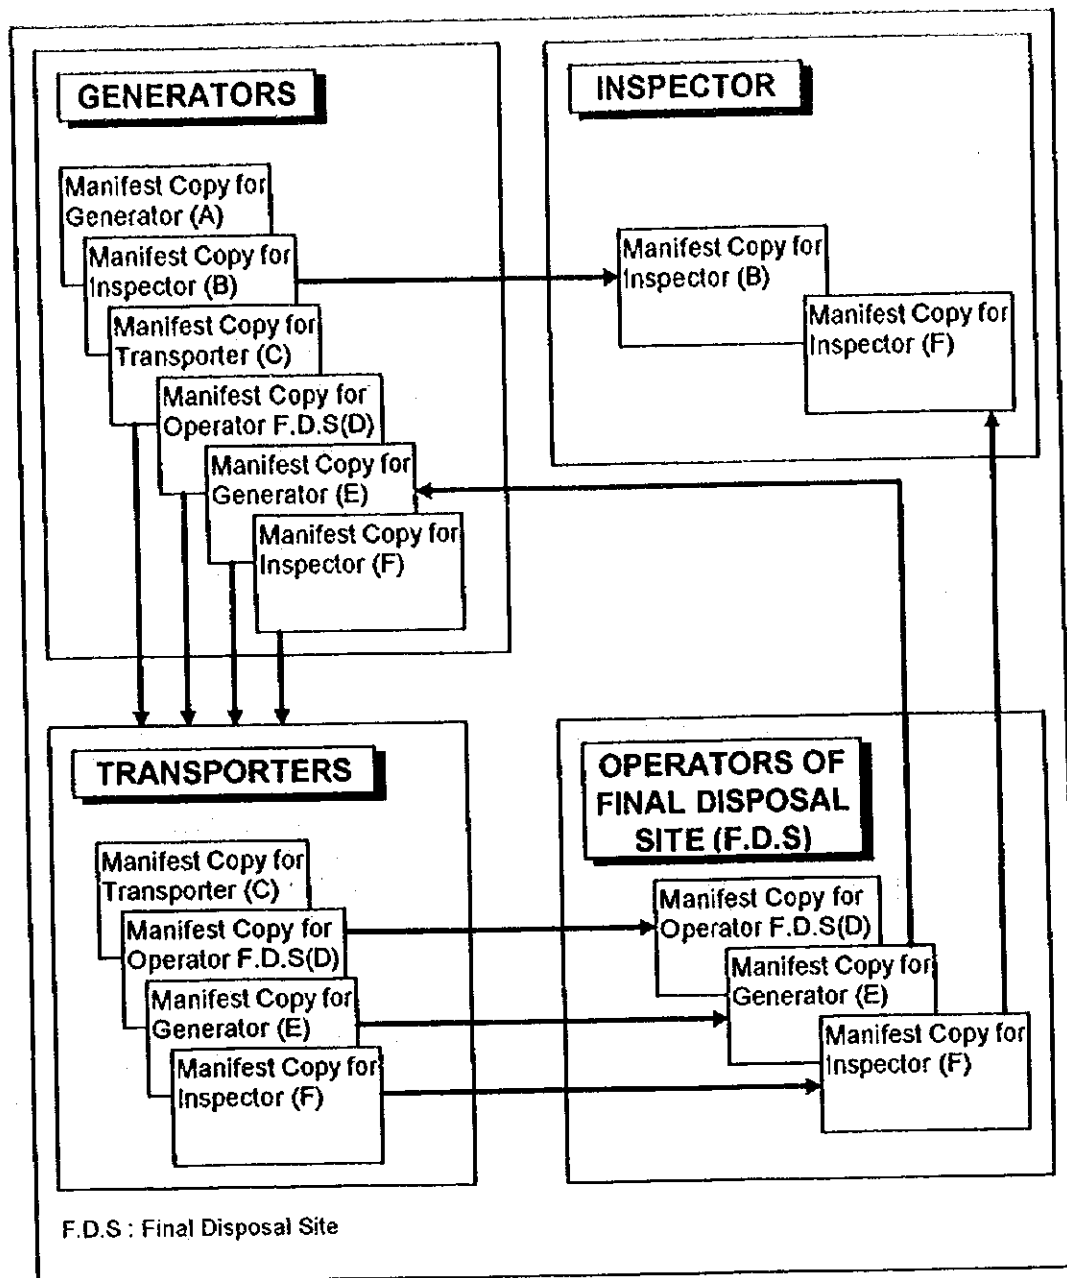 GENERATORS
Manifest Copy for
Generator (A)
Manifest Copy for
Inspector (B)
Manifest Copy for
Transporter (C)
Manifest Copy for
Operator F.D.S(D)
Manifest Copy for
Generator (E)
Manifest Copy for
Inspector (F)
INSPECTOR
Manifest Copy for
Inspector (B)
Manifest Copy for
Inspector (F)
TRANSPORTERS
Manifest Copy for
Transporter (C)
Manifest Copy for
Operator F.D.S(D)
Manifest Copy for
Generator (E)
Manifest Copy for
Inspector (F)
OPERATORS OF
FINAL DISPOSAL
SITE (F.D.S)
Manifest Copy for
Operator F.D.S(D)
Manifest Copy for
Generator (E)
Manifest Copy for
Inspector (F)
F.D.S : Final Disposal Site